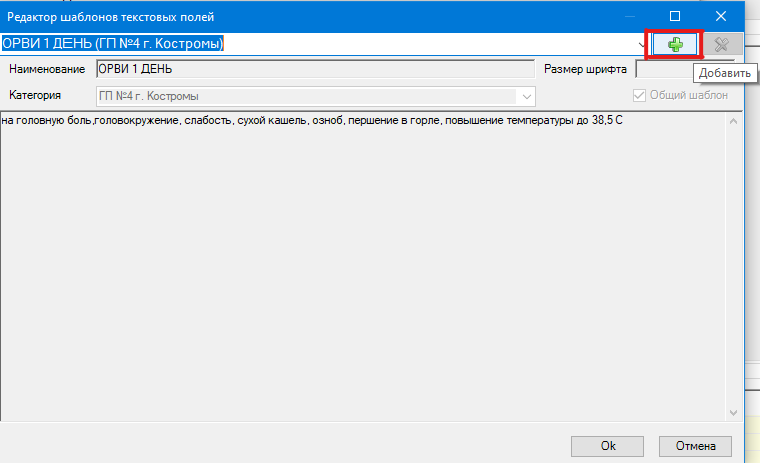 Редактор шаблонов текстовых полей
ОРВИ 1 ДЕНЬ (ГП №4 г. Костромы)
Добавить
Наименование ОРВИ 1 ДЕНЬ Размер шрифта
Категория ГП №4 г. Костромы Общий шаблон
на головную боль,головокружение, слабость, сухой кашель, озноб, першение в горле, повышение температуры до 38,5 С
Ok Отмена